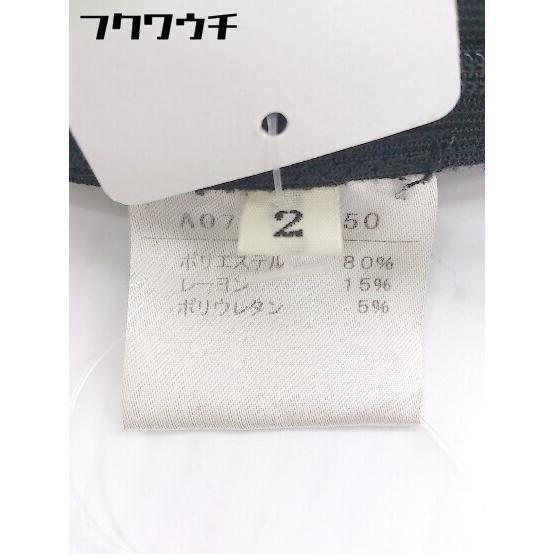 フクワウチ
A07 2 50
ポリエステル 80%
レーヨン 15%
ポリウレタン 5%